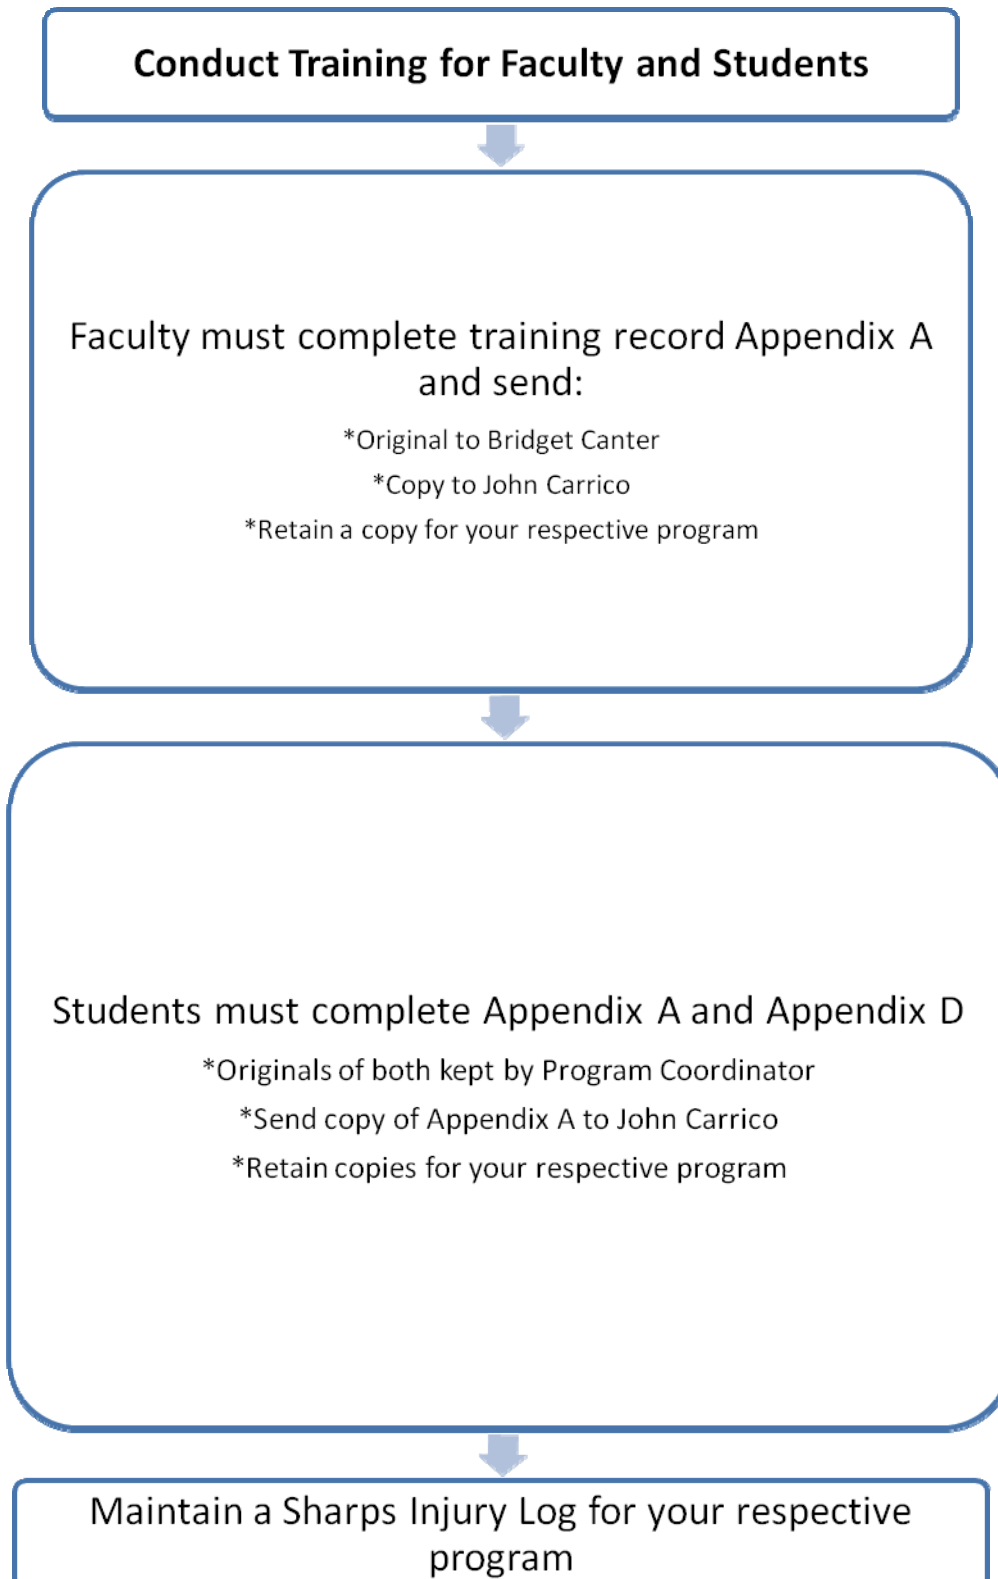 Conduct Training for Faculty and Students
Faculty must complete training record Appendix A
and send:
*Original to Bridget Canter
*Copy to John Carrico
*Retain a copy for your respective program
Students must complete Appendix A and Appendix D
*Originals of both kept by Program Coordinator
*Send copy of Appendix A to John Carrico
*Retain copies for your respective program
Maintain a Sharps Injury Log for your respective
program